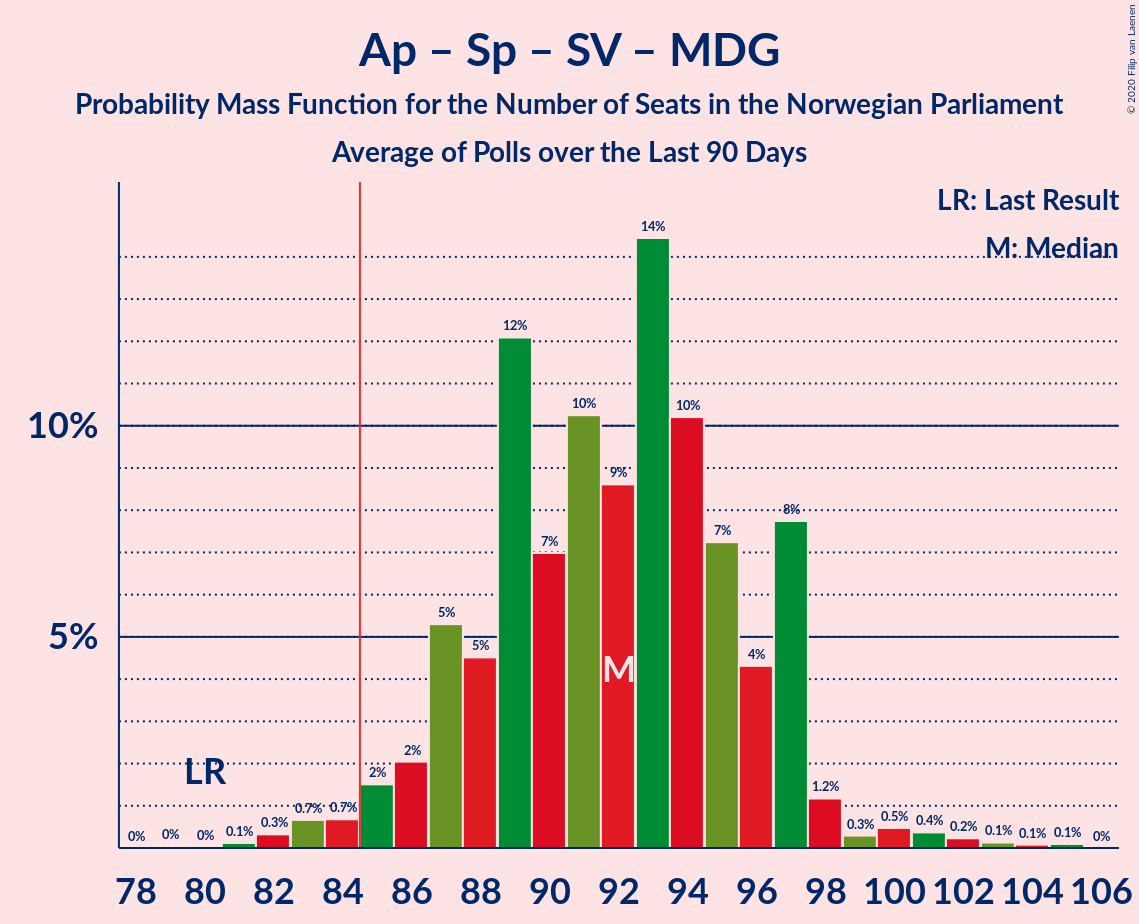 Ap – Sp – SV – MDG
Probability Mass Function for the Number of Seats in the Norwegian Parliament
Average of Polls over the Last 90 Days
© 2020 Filip van Laenen
LR: Last Result
M: Median
10%
5%
LR
M
0% 0% 0% 0.1% 0.3% 0.7% 0.7% 2% 2% 5% 5% 12% 7% 10% 9% 14% 10% 7% 4% 8% 1.2% 0.3% 0.5% 0.4% 0.2% 0.1% 0.1% 0.1% 0%
78 80 82 84 86 88 90 92 94 96 98 100 102 104 106